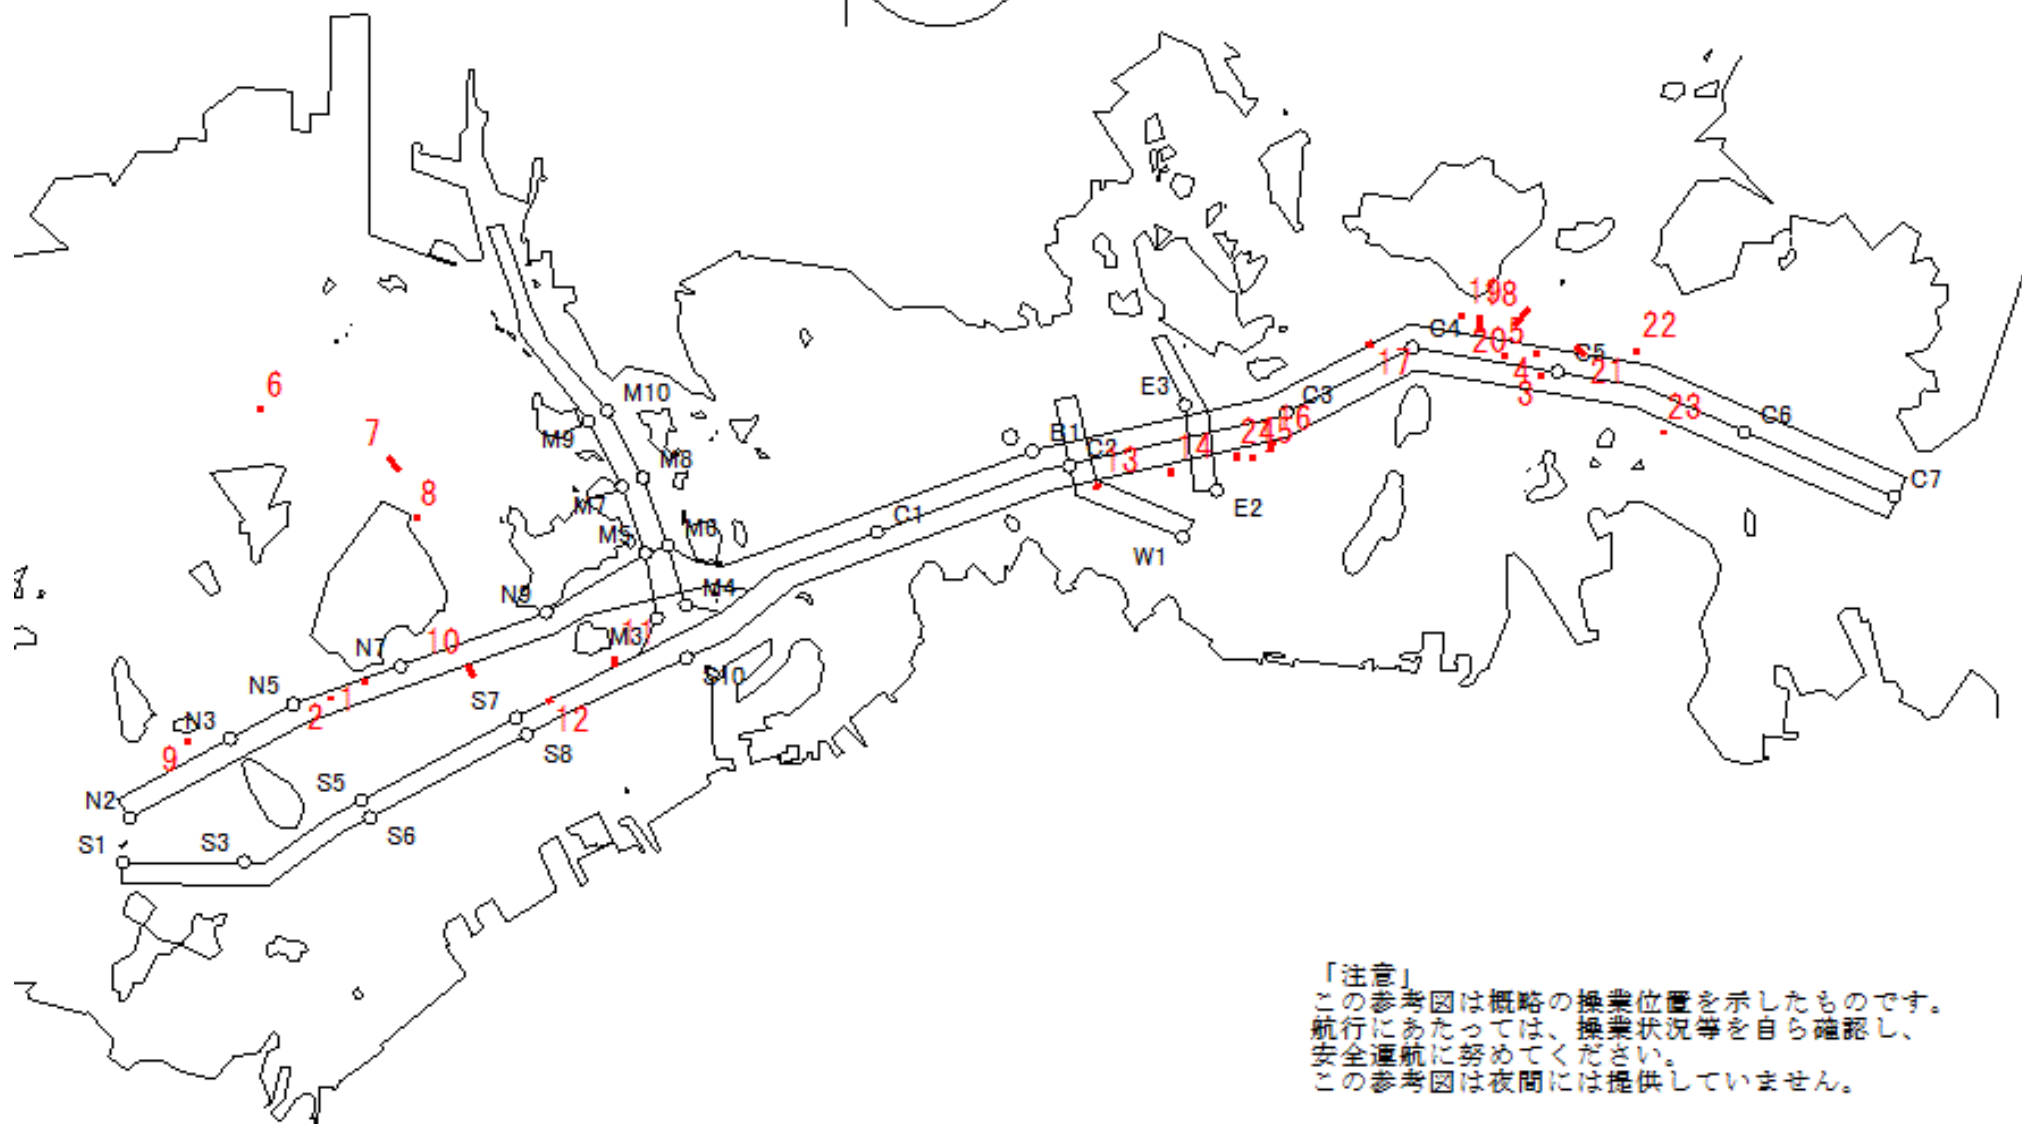 19 8
C4
20 5
C5
22
4
21
6
17
3
M10
E3
C3
16
23
C6
7
M9
B1
24 15
M8
C2
14
13
C7
8
M7
E2
M5
M6
W1
C1
N9
M4
N7
10
M3
11
S10
N5
1
2
S7
N3
12
9
S8
S5
N2
S6
S1
S3
「注意」
この参考図は概略の操業位置を示したものです。
航行にあたっては、操業状況等を自ら確認し、
安全運航に努めてください。
この参考図は夜間には提供していません。